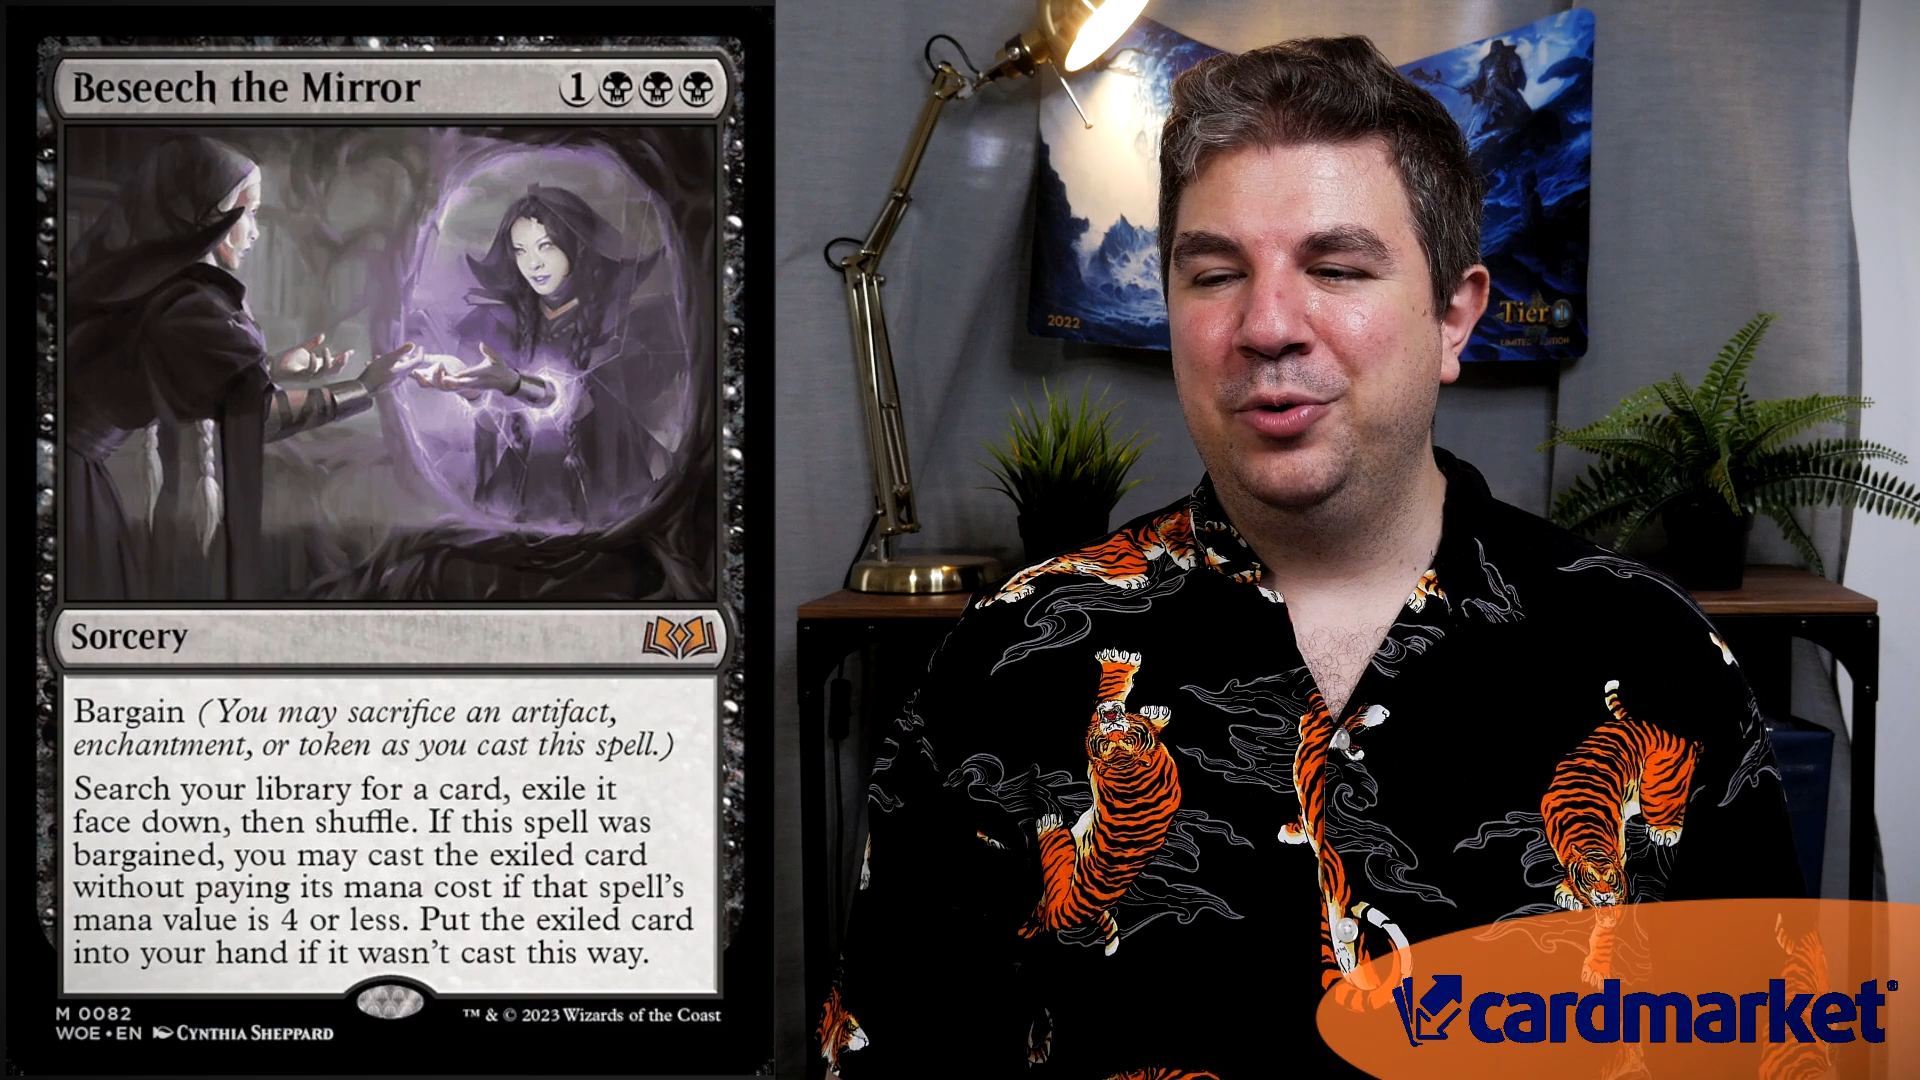 Beseech the Mirror 1
Sorcery
Bargain (You may sacrifice an artifact,
enchantment, or token as you cast this spell.)
Search your library for a card, exile it
face down, then shuffle. If this spell was
bargained, you may cast the exiled card
without paying its mana cost if that spell's
mana value is 4 or less. Put the exiled card
into your hand if it wasn't cast this way.
M 0082
WOE • EN CYNTHIA SHEPPARD
™ & © 2023 Wizards of the Coast
2022
Tier 1
LIMITED EDITION
cardmarket®